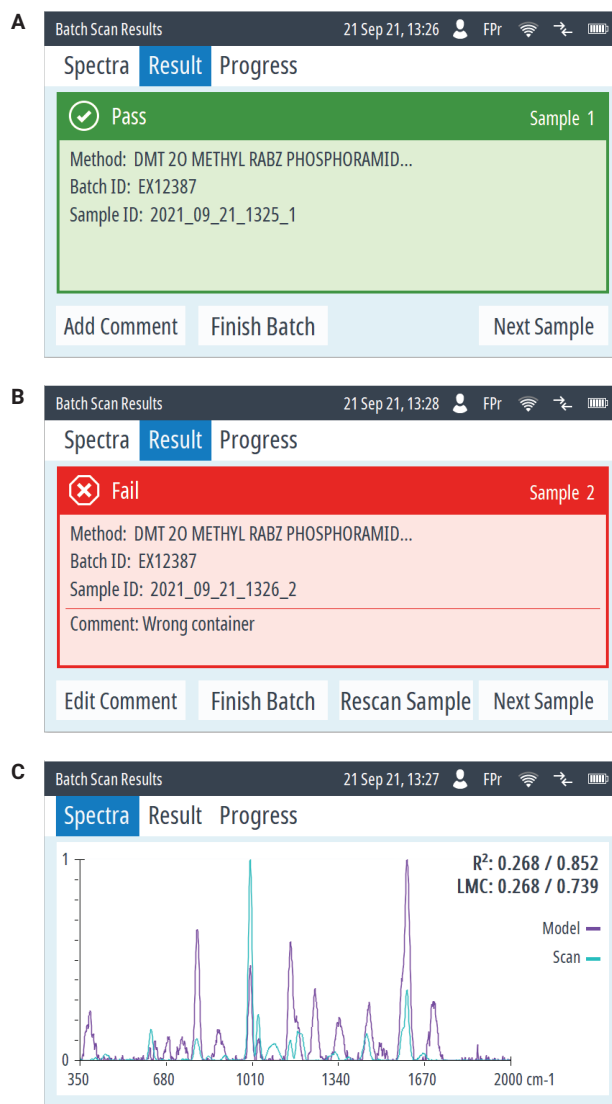 A
Batch Scan Results 21 Sep 21, 13:26 FPr
Spectra Result Progress
Pass Sample 1
Method: DMT 2O METHYL RABZ PHOSPHORAMID...
Batch ID: EX12387
Sample ID: 2021_09_21_1325_1
Add Comment Finish Batch Next Sample
B
Batch Scan Results 21 Sep 21, 13:28 FPr
Spectra Result Progress
Fail Sample 2
Method: DMT 2O METHYL RABZ PHOSPHORAMID...
Batch ID: EX12387
Sample ID: 2021_09_21_1326_2
Comment: Wrong container
Edit Comment Finish Batch Rescan Sample Next Sample
C
Batch Scan Results 21 Sep 21, 13:27 FPr
Spectra Result Progress
1
R²: 0.268 / 0.852
LMC: 0.268 / 0.739
Model
Scan
0
350 680 1010 1340 1670 2000 cm-1